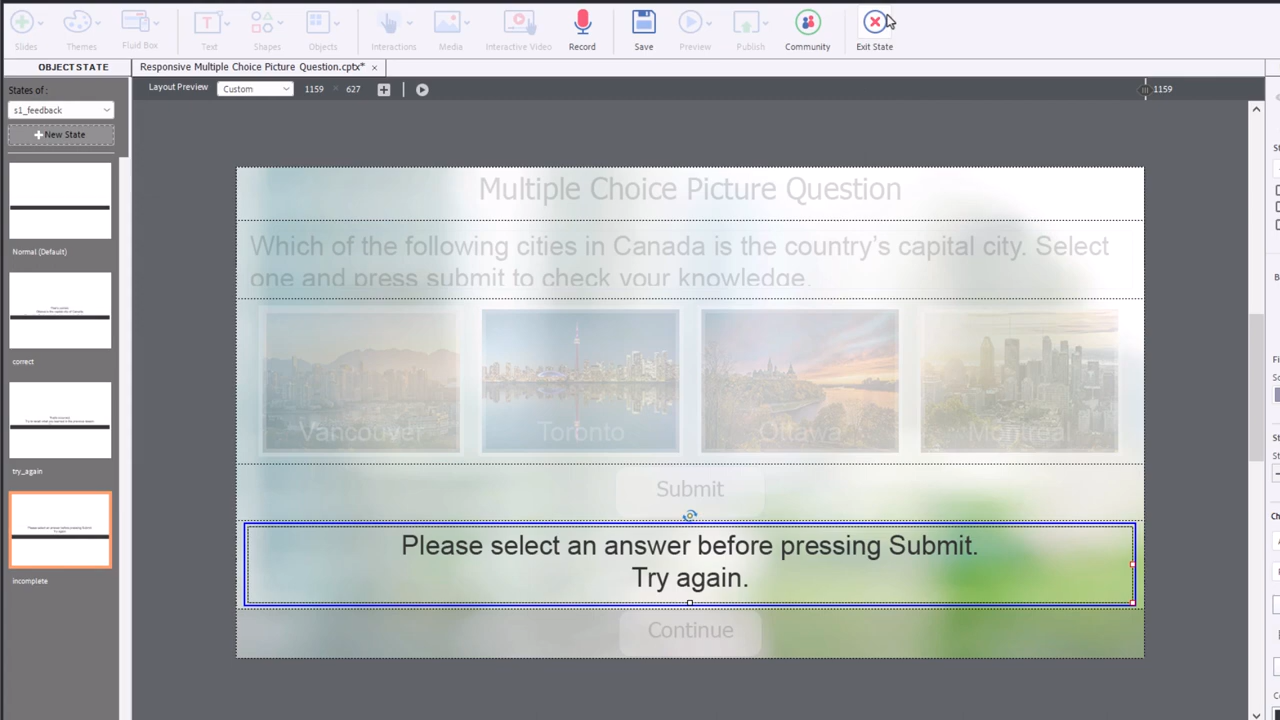 Slides
Themes
Fluid Box
Text
Shapes
Objects
Interactions
Media
Interactive Video
Record
Save
Preview
Publish
Community
Exit State
OBJECT STATE
Responsive Multiple Choice Picture Question.cptx*
States of :
Layout Preview
Custom
1159
627
1159
s1_feedback
New State
Normal (Default)
correct
try_again
incomplete
Multiple Choice Picture Question
Which of the following cities in Canada is the country's capital city. Select
one and press submit to check your knowledge.
Vancouver
Toronto
Ottawa
Montreal
Submit
Please select an answer before pressing Submit.
Try again.
Continue